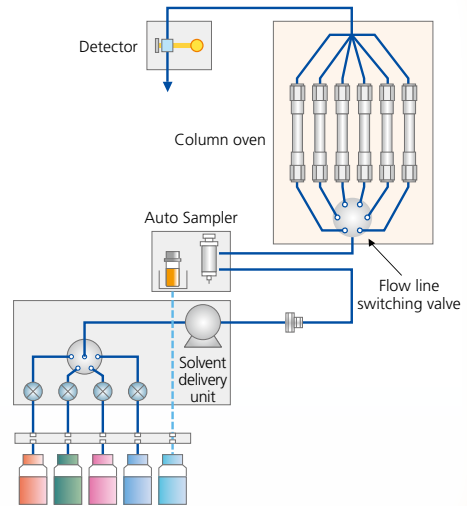 Detector
Column oven
Auto Sampler
Flow line
switching valve
Solvent
delivery
unit